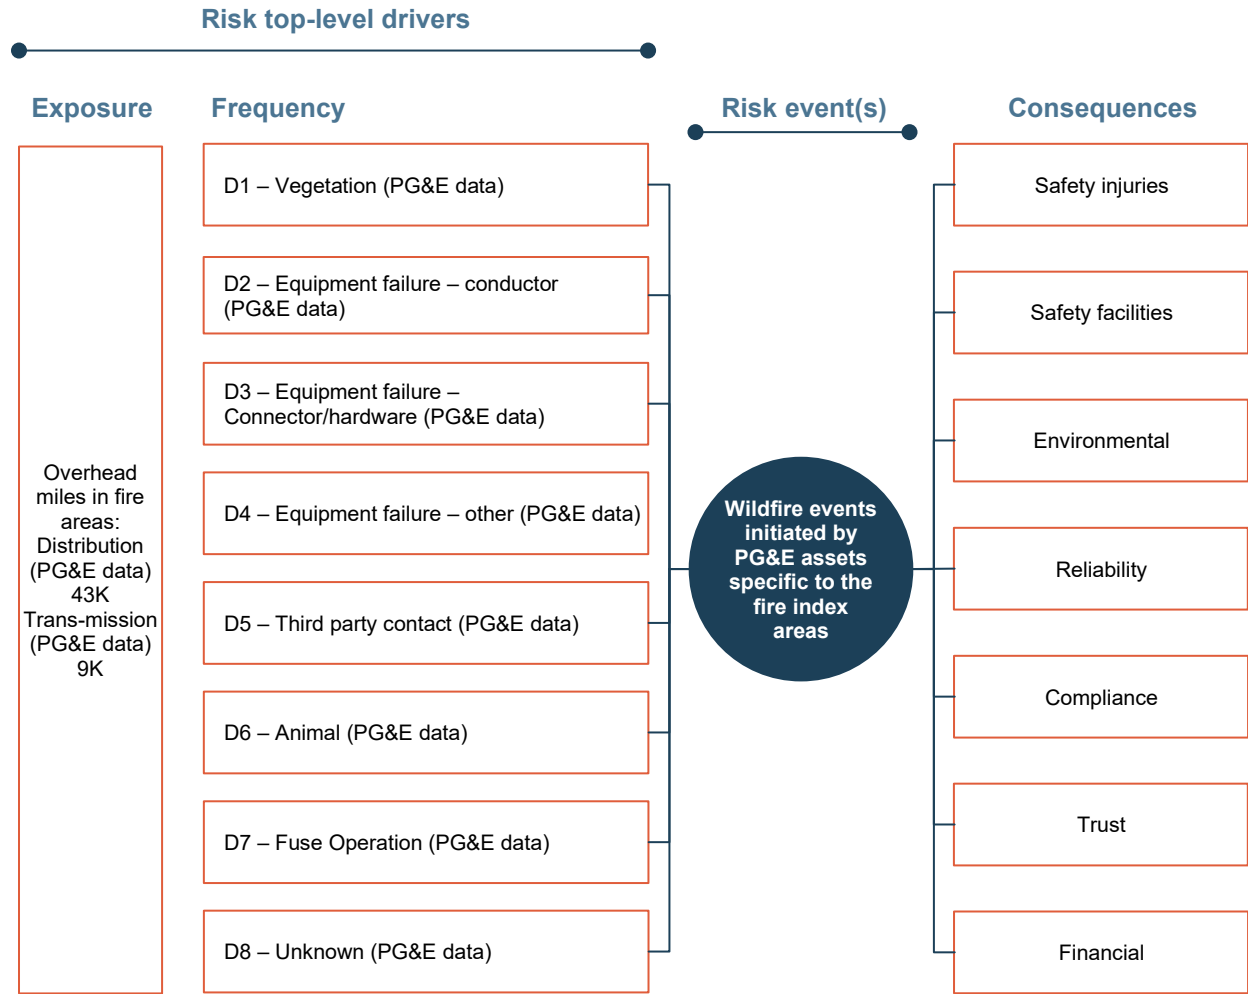 Risk top-level drivers
Exposure
Frequency
Risk event(s)
Consequences
Overhead
miles in fire
areas:
Distribution
(PG&E data)
43K
Trans-mission
(PG&E data)
9K
D1 – Vegetation (PG&E data)
D2 – Equipment failure – conductor
(PG&E data)
D3 – Equipment failure –
Connector/hardware (PG&E data)
D4 – Equipment failure – other (PG&E data)
D5 – Third party contact (PG&E data)
D6 – Animal (PG&E data)
D7 – Fuse Operation (PG&E data)
D8 – Unknown (PG&E data)
Wildfire events
initiated by
PG&E assets
specific to the
fire index
areas
Safety injuries
Safety facilities
Environmental
Reliability
Compliance
Trust
Financial